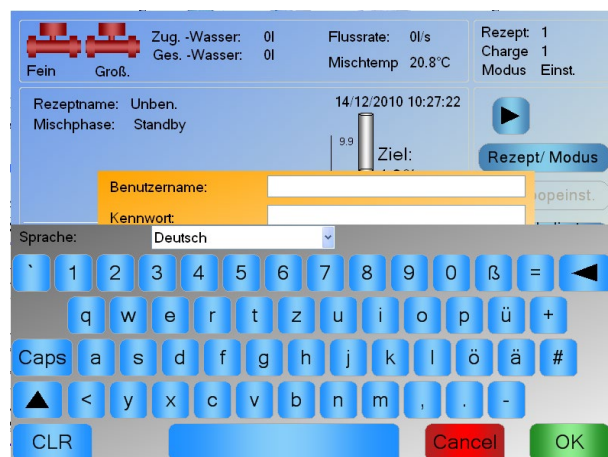 Zug. -Wasser: 0l
Ges. -Wasser: 0l
Fein Groß.
Flussrate: 0l/s
Mischtemp 20.8°C
Rezept: 1
Charge 1
Modus Einst.
Rezeptname: Unben.
Mischphase: Standby
14/12/2010 10:27:22
9.9
Ziel:
Rezept/ Modus
opeinst.
Benutzername:
Kennwort:
Sprache: Deutsch
` 1 2 3 4 5 6 7 8 9 0 ß =
q w e r t z u i o p ü +
Caps a s d f g h j k l ö ä #
< y x c v b n m , . -
CLR Cancel OK